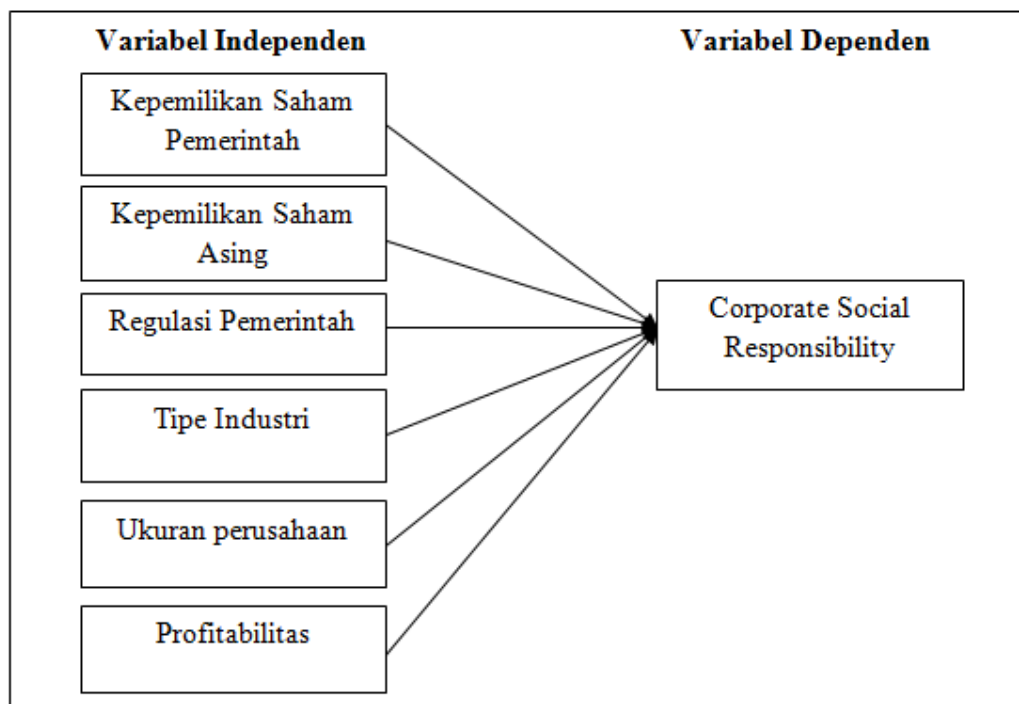 Variabel Independen
Variabel Dependen
Kepemilikan Saham
Pemerintah
Kepemilikan Saham
Asing
Regulasi Pemerintah
Tipe Industri
Ukuran perusahaan
Profitabilitas
Corporate Social
Responsibility